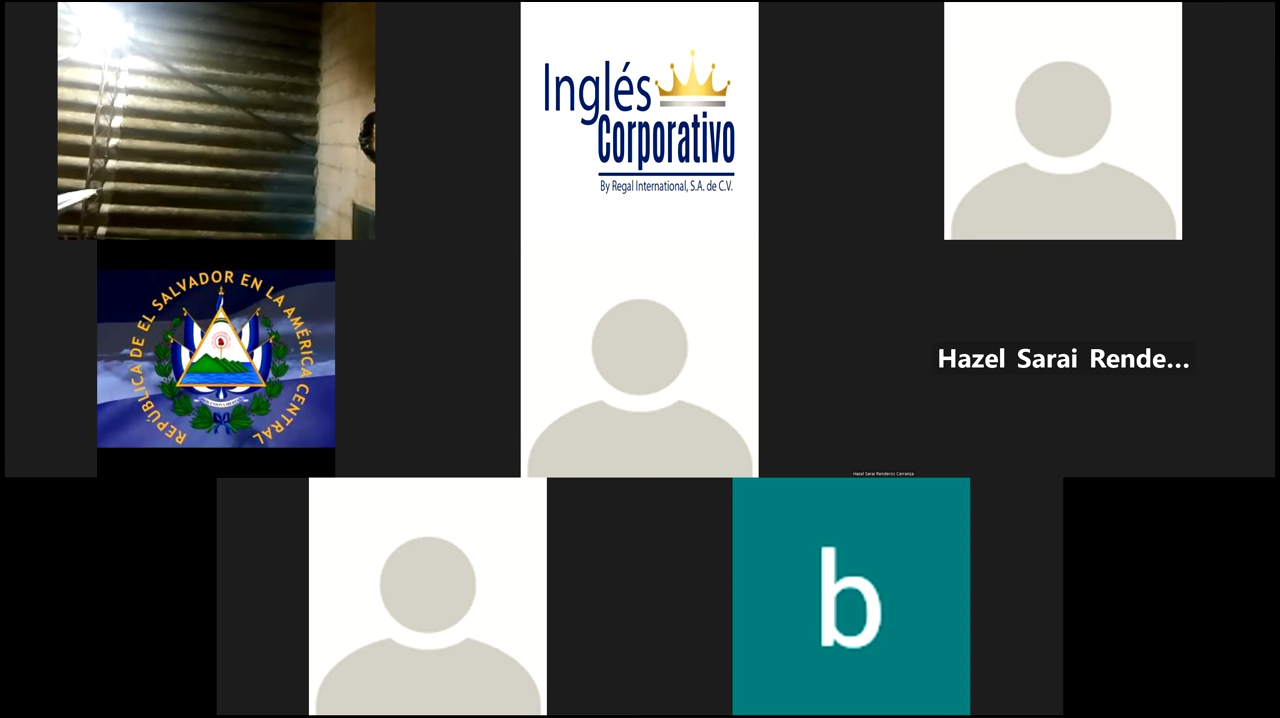 Inglés
Corporativo
By Regal International, S.A. de C.V.
REPÚBLICA DE EL SALVADOR EN LA AMÉRICA CENTRAL
Hazel Sarai Rende...
Hazel Sarai Renderos Carranza
b